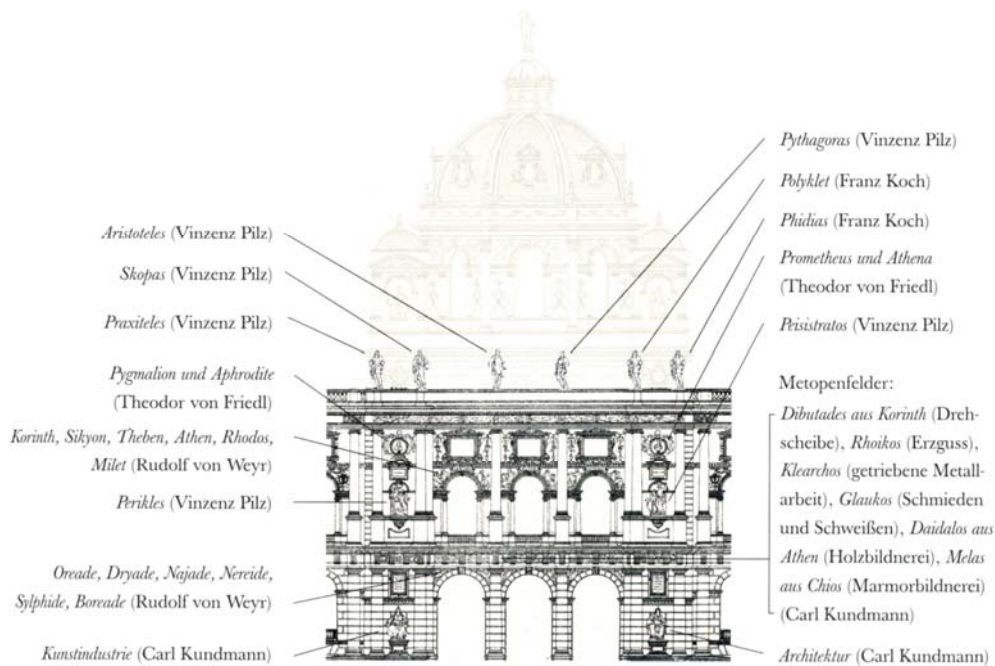 Aristoteles (Vinzenz Pilz)
Skopas (Vinzenz Pilz)
Praxiteles (Vinzenz Pilz)
Pygmalion und Aphrodite
(Theodor von Friedl)
Korinth, Sikyon, Theben, Athen, Rhodos,
Milet (Rudolf von Weyr)
Perikles (Vinzenz Pilz)
Oreade, Dryade, Najade, Nereide,
Sylphide, Boreade (Rudolf von Weyr)
Kunstindustrie (Carl Kundmann)
Pythagoras (Vinzenz Pilz)
Polyklet (Franz Koch)
Phidias (Franz Koch)
Prometheus und Athena
(Theodor von Friedl)
Peisistratos (Vinzenz Pilz)
Metopenfelder:
Dibutades aus Korinth (Dreh-
scheibe), Rhoikos (Erzguss),
Klearchos (getriebene Metall-
arbeit), Glaukos (Schmieden
und Schweißen), Daidalos aus
Athen (Holzbildnerei), Melas
aus Chios (Marmorbildnerei)
(Carl Kundmann)
Architektur (Carl Kundmann)